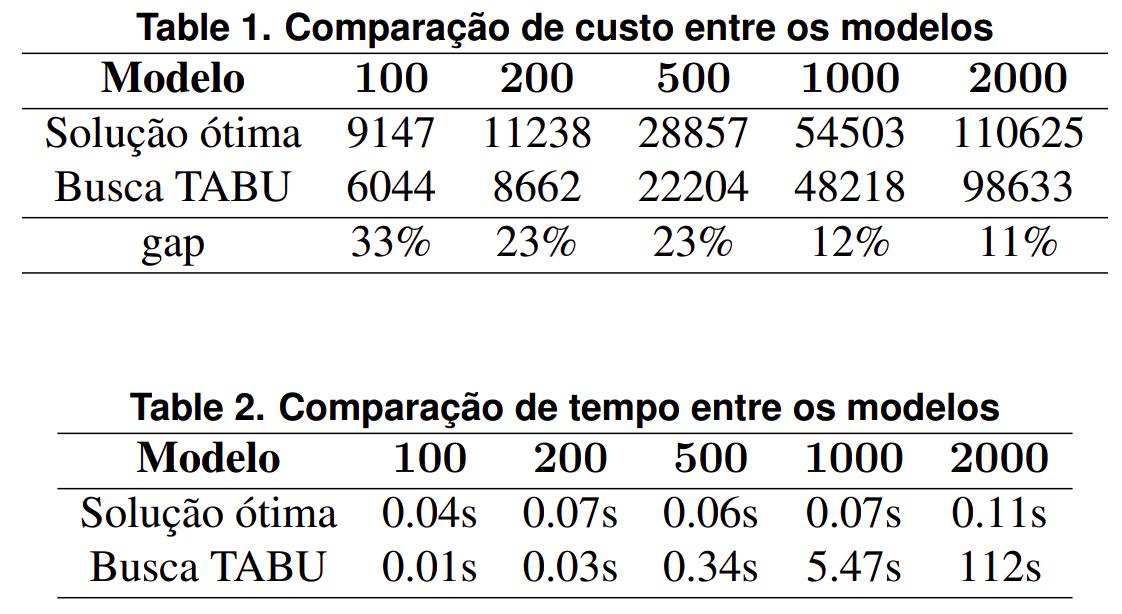 Table 1. Comparação de custo entre os modelos
Modelo 100 200 500 1000 2000
Solução ótima 9147 11238 28857 54503 110625
Busca TABU 6044 8662 22204 48218 98633
gap 33% 23% 23% 12% 11%
Table 2. Comparação de tempo entre os modelos
Modelo 100 200 500 1000 2000
Solução ótima 0.04s 0.07s 0.06s 0.07s 0.11s
Busca TABU 0.01s 0.03s 0.34s 5.47s 112s